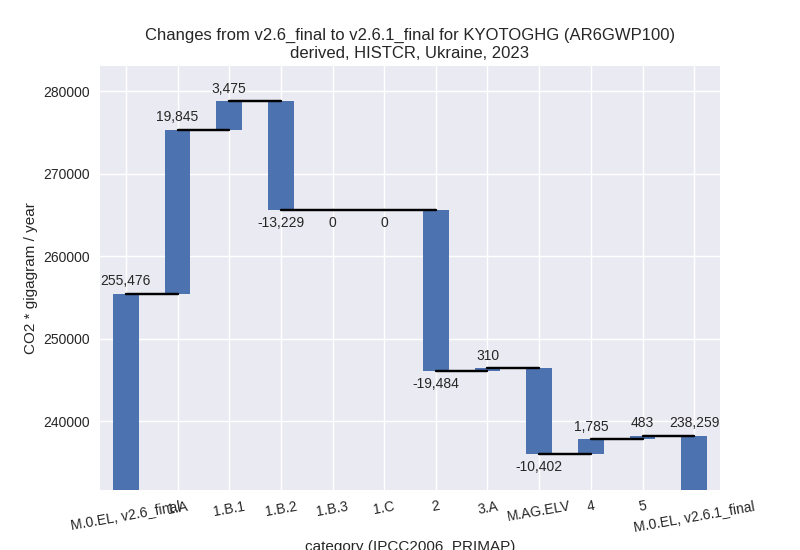 Changes from v2.6_final to v2.6.1_final for KYOTOGHG (AR6GWP100)
derived, HISTCR, Ukraine, 2023
CO2 * gigagram / year
280000
270000
260000
250000
240000
255,476
19,845
3,475
-13,229
0
0
-19,484
310
-10,402
1,785
483
238,259
M.0.EL, v2.6_final
1.A
1.B.1
1.B.2
1.B.3
1.C
2
3.A
M.AG.ELV
4
5
M.0.EL, v2.6.1_final
category (IPCC2006_PRIMAP)